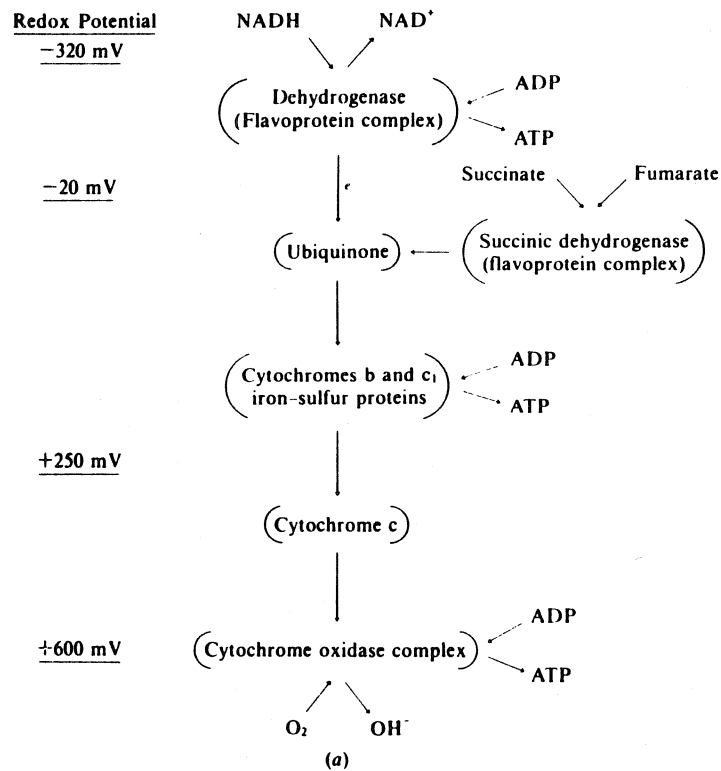 Redox Potential
NADH
NAD+
−320 mV
Dehydrogenase
(Flavoprotein complex)
ADP
ATP
−20 mV
e
Succinate
Fumarate
(Ubiquinone)
Succinic dehydrogenase
(flavoprotein complex)
Cytochromes b and c₁
iron-sulfur proteins
ADP
ATP
+250 mV
(Cytochrome c)
+600 mV
(Cytochrome oxidase complex)
ADP
ATP
O₂
OH⁻
(a)